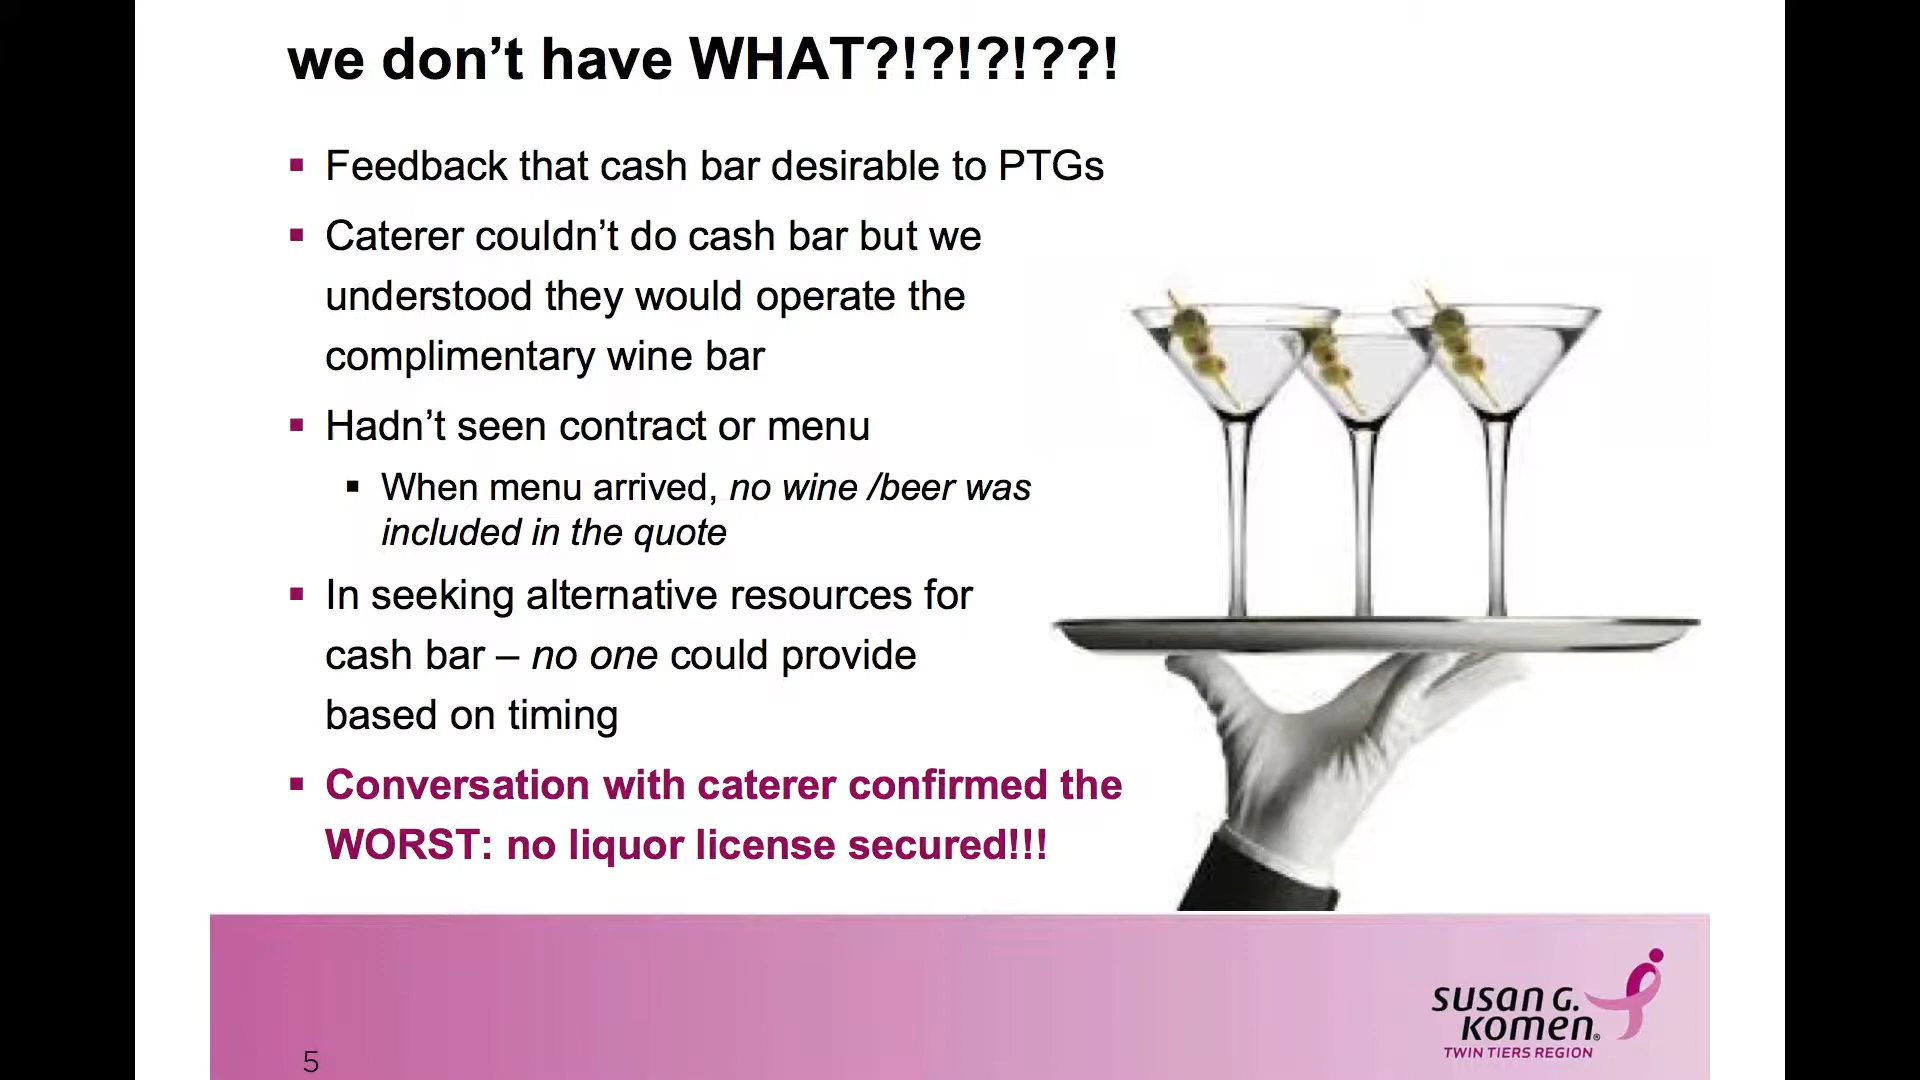 we don’t have WHAT?!?!?!??!
Feedback that cash bar desirable to PTGs
Caterer couldn’t do cash bar but we
understood they would operate the
complimentary wine bar
Hadn’t seen contract or menu
When menu arrived, no wine /beer was
included in the quote
In seeking alternative resources for
cash bar – no one could provide
based on timing
Conversation with caterer confirmed the
WORST: no liquor license secured!!!
susan G.
komen®
TWIN TIERS REGION
5